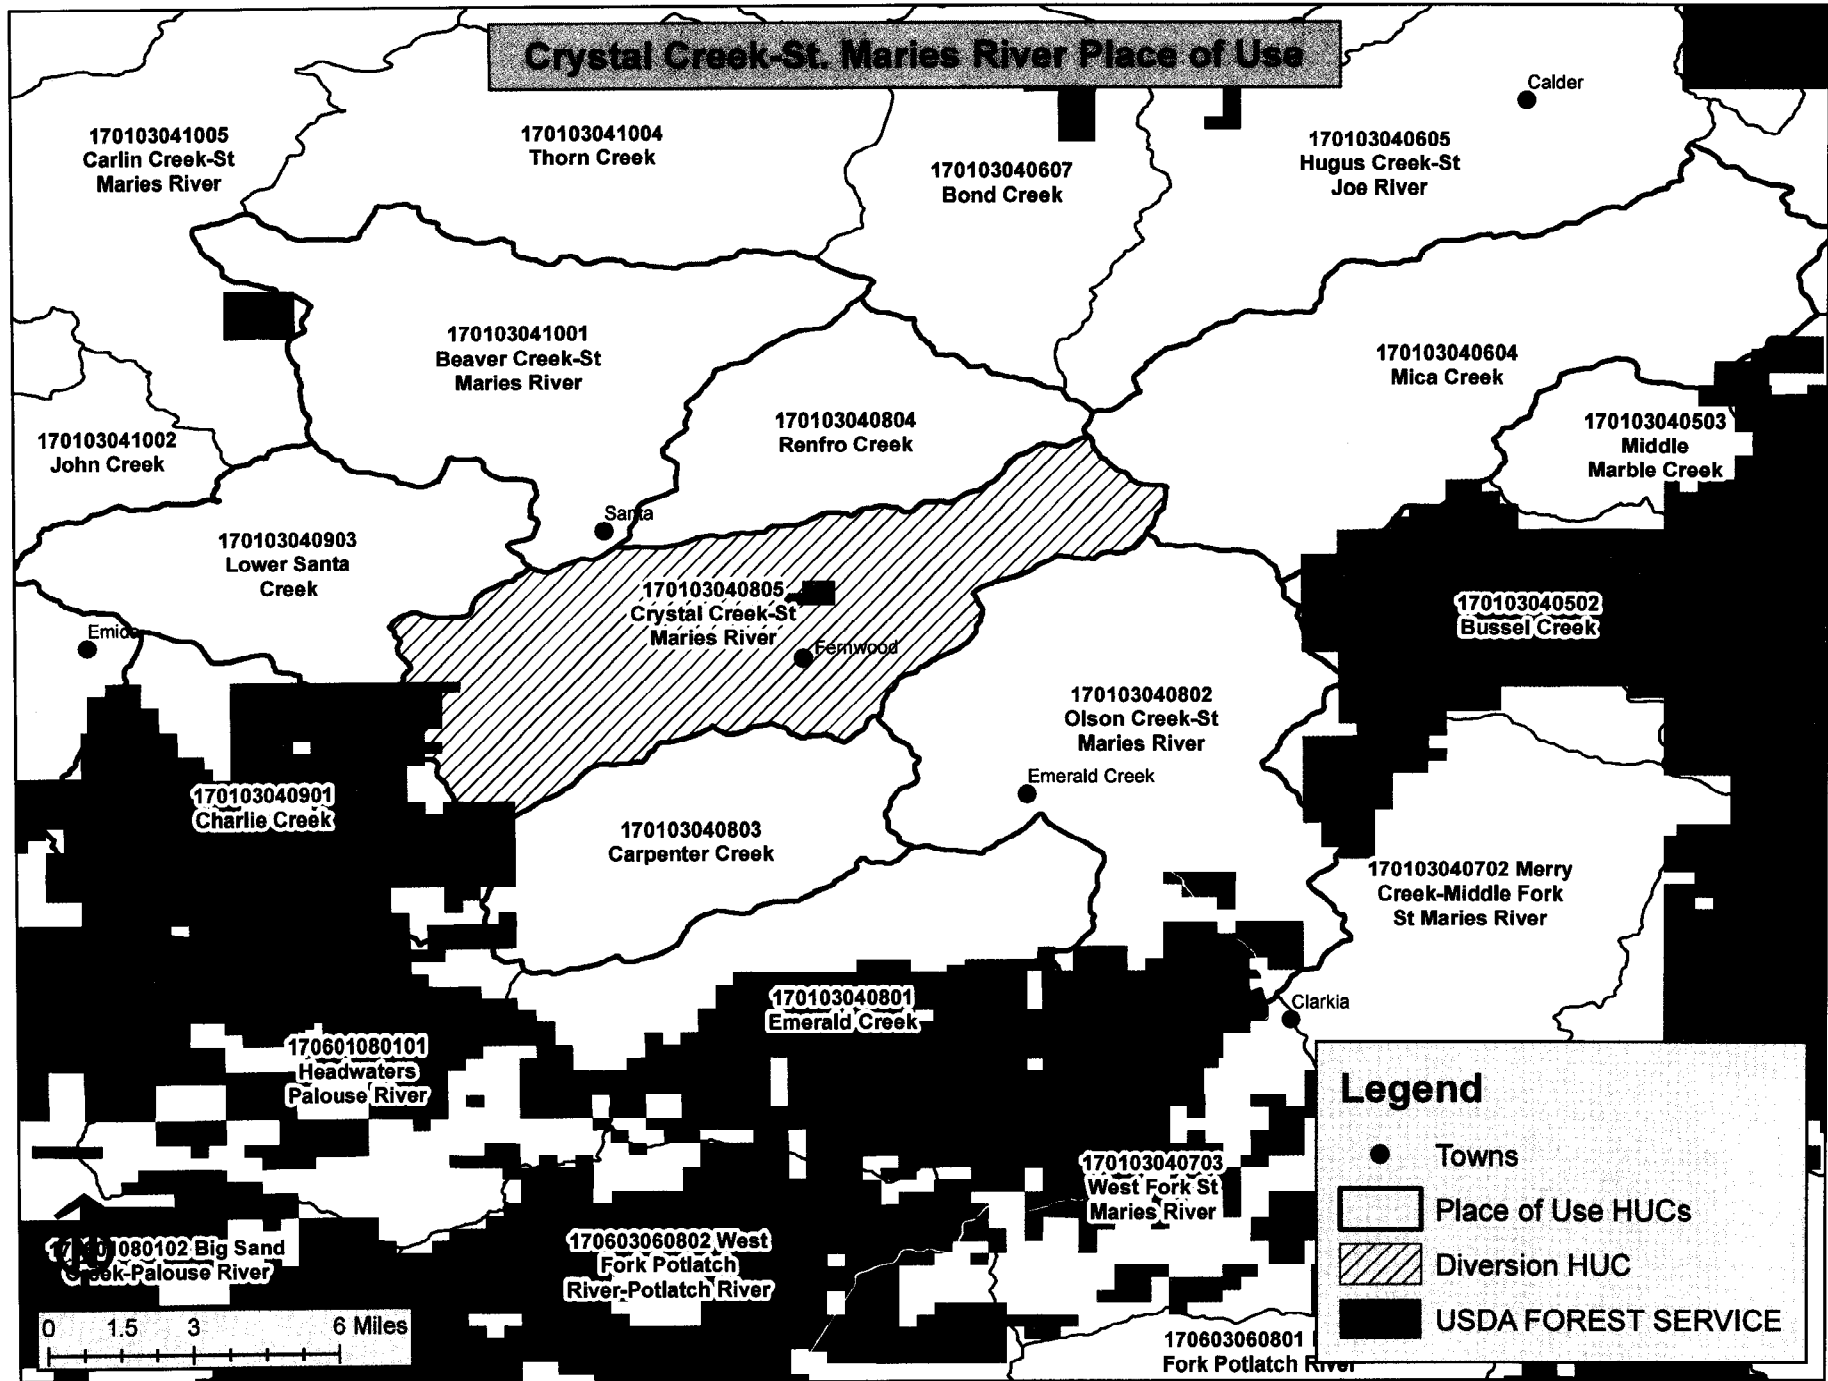 Crystal Creek-St. Maries River Place of Use
Calder
170103041005
Carlin Creek-St
Maries River
170103041004
Thorn Creek
170103040607
Bond Creek
170103040605
Hugus Creek-St
Joe River
170103041001
Beaver Creek-St
Maries River
170103040604
Mica Creek
170103041002
John Creek
170103040804
Renfro Creek
170103040503
Middle
Marble Creek
Santa
170103040903
Lower Santa
Creek
170103040805
Crystal Creek-St
Maries River
170103040502
Bussel Creek
Emida
Fernwood
170103040802
Olson Creek-St
Maries River
Emerald Creek
170103040901
Charlie Creek
170103040803
Carpenter Creek
170103040702 Merry
Creek-Middle Fork
St Maries River
170103040801
Emerald Creek
Clarkia
170601080101
Headwaters
Palouse River
170103040703
West Fork St
Maries River
080102 Big Sand
-Palouse River
170603060802 West
Fork Potlatch
River-Potlatch River
170603060801
Fork Potlatch River
0 1.5 3 6 Miles
Legend
Towns
Place of Use HUCs
Diversion HUC
USDA FOREST SERVICE